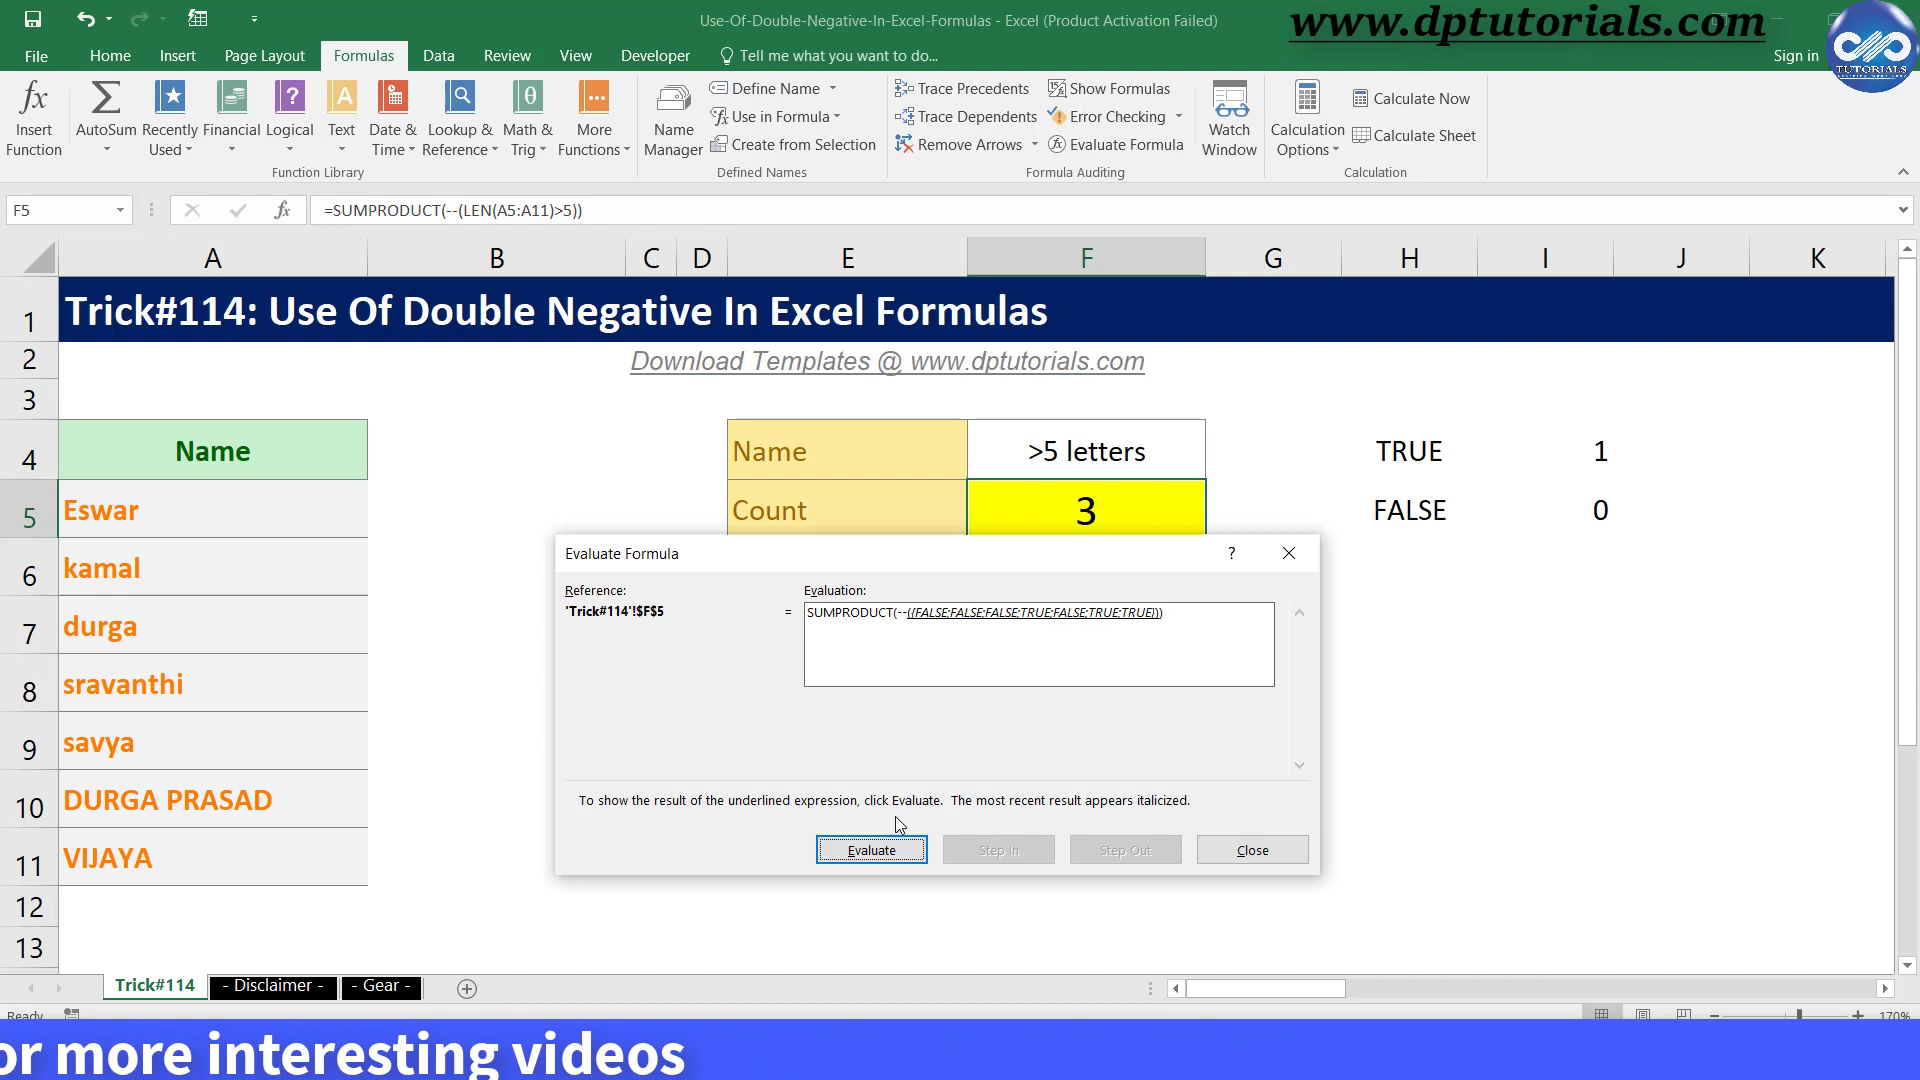 Use-Of-Double-Negative-In-Excel-Formulas - Excel (Product Activation Failed)
www.dptutorials.com
TUTORIALS
File Home Insert Page Layout Formulas Data Review View Developer Tell me what you want to do... Sign in
fx Insert Function
Σ AutoSum
Recently Used
Financial
Logical
Text
Date & Time
Lookup & Reference
Math & Trig
More Functions
Function Library
Name Manager
Define Name
Use in Formula
Create from Selection
Defined Names
Trace Precedents
Trace Dependents
Remove Arrows
Show Formulas
Error Checking
Evaluate Formula
Formula Auditing
Watch Window
Calculation Options
Calculate Now
Calculate Sheet
Calculation
F5 fx =SUMPRODUCT(--(LEN(A5:A11)>5))
A B C D E F G H I J K
1 Trick#114: Use Of Double Negative In Excel Formulas
2 Download Templates @ www.dptutorials.com
3
4 Name Name >5 letters TRUE 1
5 Eswar Count 3 FALSE 0
6 kamal
7 durga
8 sravanthi
9 savya
10 DURGA PRASAD
11 VIJAYA
12
13
Evaluate Formula ?
Reference: Evaluation:
'Trick#114'!$F$5 = SUMPRODUCT(--({FALSE;FALSE;FALSE;TRUE;FALSE;TRUE;TRUE}))
To show the result of the underlined expression, click Evaluate. The most recent result appears italicized.
Evaluate Step In Step Out Close
Trick#114 - Disclaimer - - Gear -
Ready 170%
or more interesting videos